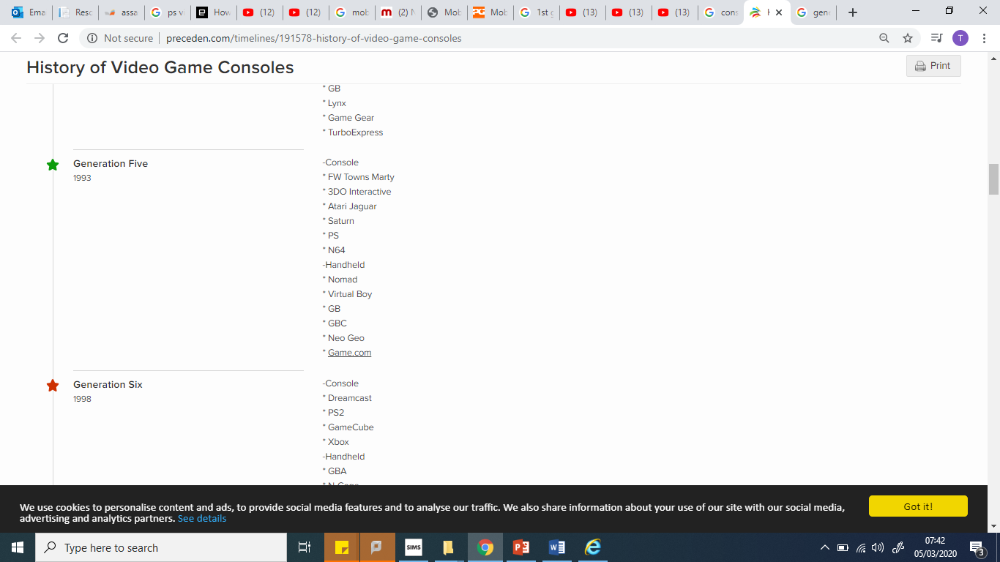 Ema
Resc
assa
ps vi
How
(12)
(12)
mob
(2) N
Mob
Mob
1st g
(13)
(13)
(13)
cons
H
gene
Not secure
preceden.com/timelines/191578-history-of-video-game-consoles
T
History of Video Game Consoles
Print
* GB
* Lynx
* Game Gear
* TurboExpress
Generation Five
1993
-Console
* FW Towns Marty
* 3DO Interactive
* Atari Jaguar
* Saturn
* PS
* N64
-Handheld
* Nomad
* Virtual Boy
* GB
* GBC
* Neo Geo
* Game.com
Generation Six
1998
-Console
* Dreamcast
* PS2
* GameCube
* Xbox
-Handheld
* GBA
* N-Gage
We use cookies to personalise content and ads, to provide social media features and to analyse our traffic. We also share information about your use of our site with our social media,
advertising and analytics partners. See details
Got it!
Type here to search
SIMS
07:42
05/03/2020
3